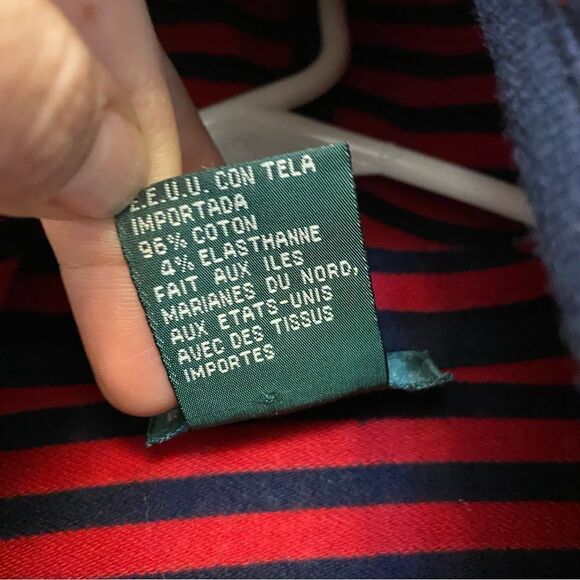 E.U.U. CON TELA
IMPORTADA
96% COTON
4% ELASTHANNE
FAIT AUX ILES
MARIANES DU NORD,
AUX ETATS-UNIS
AVEC DES TISSUS
IMPORTES